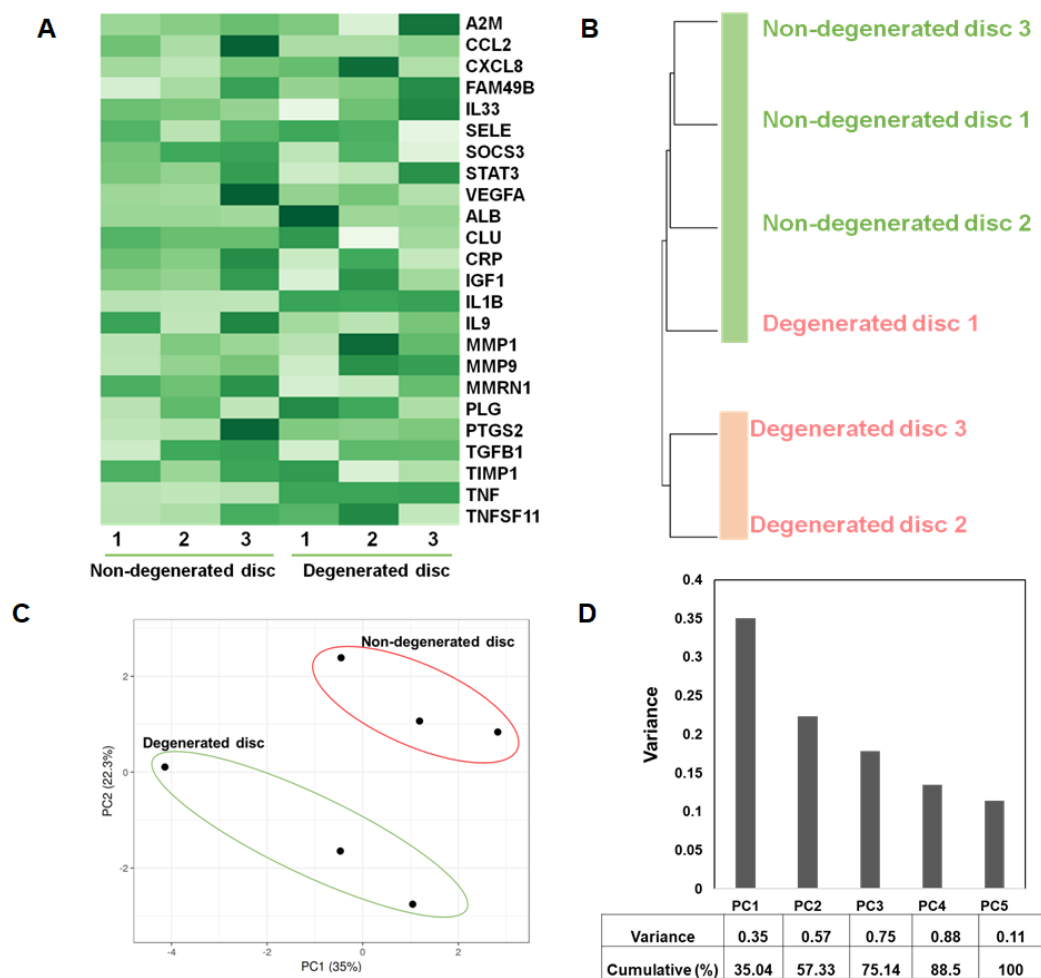 A
A2M
CCL2
CXCL8
FAM49B
IL33
SELE
SOCS3
STAT3
VEGFA
ALB
CLU
CRP
IGF1
IL1B
IL9
MMP1
MMP9
MMRN1
PLG
PTGS2
TGFB1
TIMP1
TNF
TNFSF11
1 2 3 1 2 3
Non-degenerated disc Degenerated disc
B
Non-degenerated disc 3
Non-degenerated disc 1
Non-degenerated disc 2
Degenerated disc 1
Degenerated disc 3
Degenerated disc 2
C
Non-degenerated disc
Degenerated disc
PC2 (22.3%)
2
0
-2
-4 -2 0 2
PC1 (35%)
D
Variance
0.4
0.35
0.3
0.25
0.2
0.15
0.1
0.05
0
PC1 PC2 PC3 PC4 PC5
Variance 0.35 0.57 0.75 0.88 0.11
Cumulative (%) 35.04 57.33 75.14 88.5 100